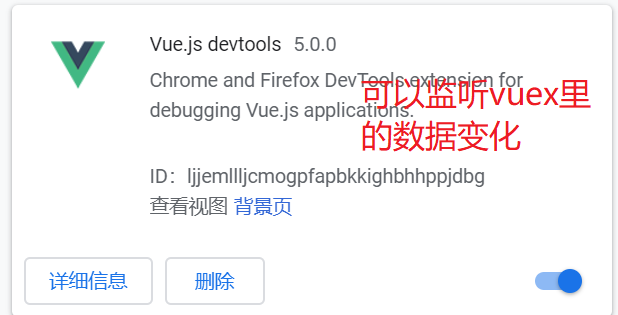 Vue.js devtools 5.0.0
Chrome and Firefox DevTools extension for
debugging Vue.js applications.
可以监听vuex里
的数据变化
ID：ljjemllljcmogpfapbkkighbhhppjdbg
查看视图 背景页
详细信息 删除